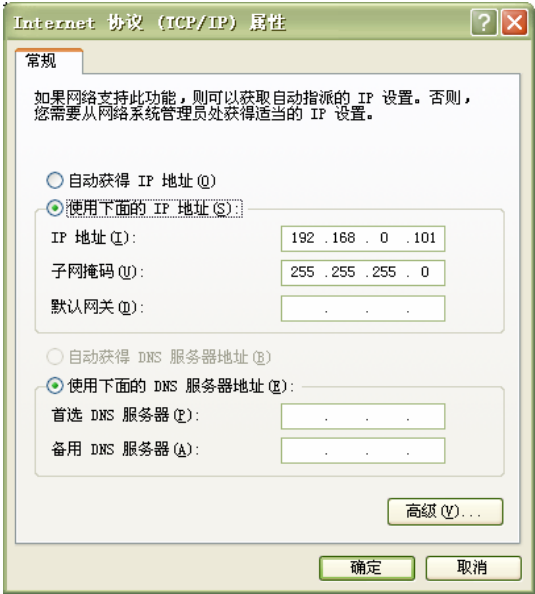 Internet 协议 (TCP/IP) 属性
常规
如果网络支持此功能，则可以获取自动指派的 IP 设置。否则，
您需要从网络系统管理员处获得适当的 IP 设置。
自动获得 IP 地址(O)
使用下面的 IP 地址(S):
IP 地址(I): 192 .168 . 0 .101
子网掩码(U): 255 .255 .255 . 0
默认网关(D): . . .
自动获得 DNS 服务器地址(B)
使用下面的 DNS 服务器地址(E):
首选 DNS 服务器(P): . . .
备用 DNS 服务器(A): . . .
高级(V)...
确定 取消